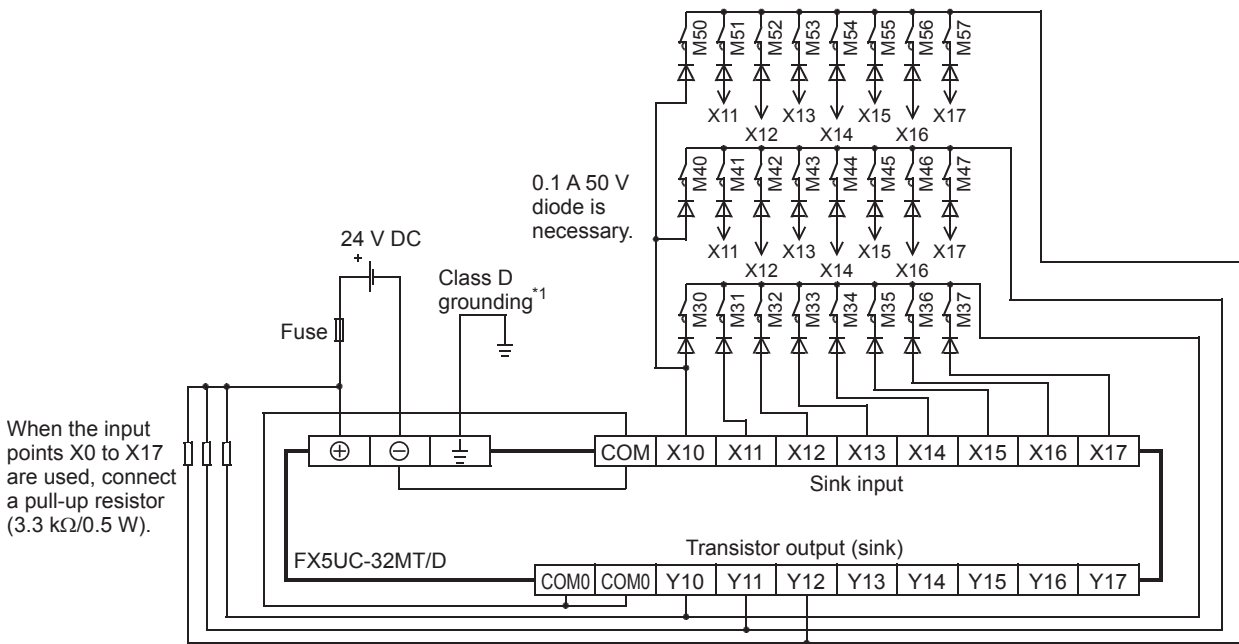 M50 M51 M52 M53 M54 M55 M56 M57
X11 X13 X15 X17
X12 X14 X16
M40 M41 M42 M43 M44 M45 M46 M47
0.1 A 50 V
diode is
necessary.
X11 X13 X15 X17
X12 X14 X16
24 V DC
+
Class D
grounding*1
M30 M31 M32 M33 M34 M35 M36 M37
Fuse
When the input
points X0 to X17
are used, connect
a pull-up resistor
(3.3 kΩ/0.5 W).
+ − COM X10 X11 X12 X13 X14 X15 X16 X17
Sink input
FX5UC-32MT/D
Transistor output (sink)
COM0 COM0 Y10 Y11 Y12 Y13 Y14 Y15 Y16 Y17